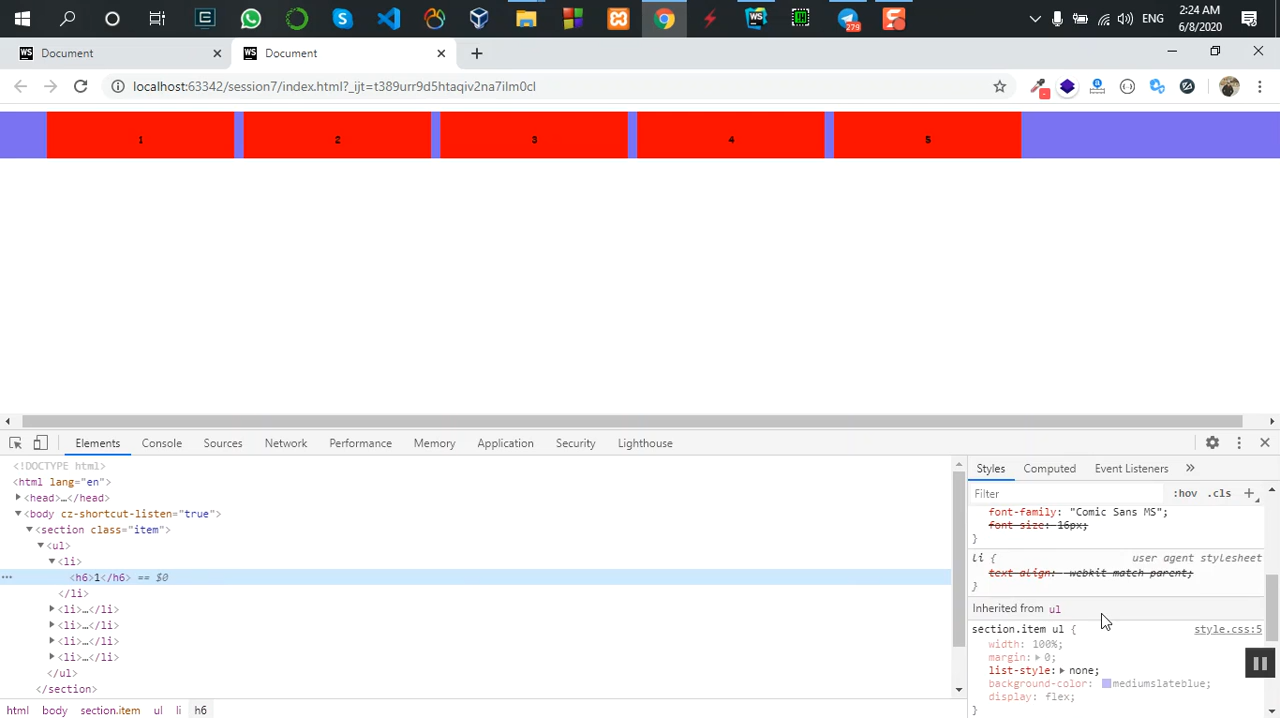 ENG
2:24 AM
6/8/2020
279
WS Document
WS Document
localhost:63342/session7/index.html?_ijt=t389urr9d5htaqiv2na7ilm0cl
1 2 3 4 5
Elements Console Sources Network Performance Memory Application Security Lighthouse
<!DOCTYPE html>
<html lang="en">
<head>…</head>
<body cz-shortcut-listen="true">
<section class="item">
<ul>
<li>
<h6>1</h6> == $0
</li>
<li>…</li>
<li>…</li>
<li>…</li>
<li>…</li>
</ul>
</section>
html body section.item ul li h6
Styles Computed Event Listeners »
Filter :hov .cls +
font-family: "Comic Sans MS";
font-size: 16px;
}
li { user agent stylesheet
text-align: -webkit-match-parent;
}
Inherited from ul
section.item ul { style.css:5
width: 100%;
margin: 0;
list-style: none;
background-color: mediumslateblue;
display: flex;
}